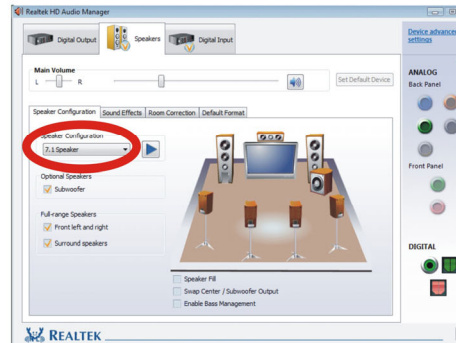 Realtek HD Audio Manager
Digital Output
Speakers
Digital Input
Device advance
settings
Main Volume
L
R
Set Default Device
ANALOG
Back Panel
Speaker Configuration
Sound Effects
Room Correction
Default Format
Speaker Configuration
7.1 Speaker
Optional Speakers
Subwoofer
Front Panel
Full-range Speakers
Front left and right
Surround speakers
DIGITAL
Speaker Fill
Swap Center / Subwoofer Output
Enable Bass Management
REALTEK